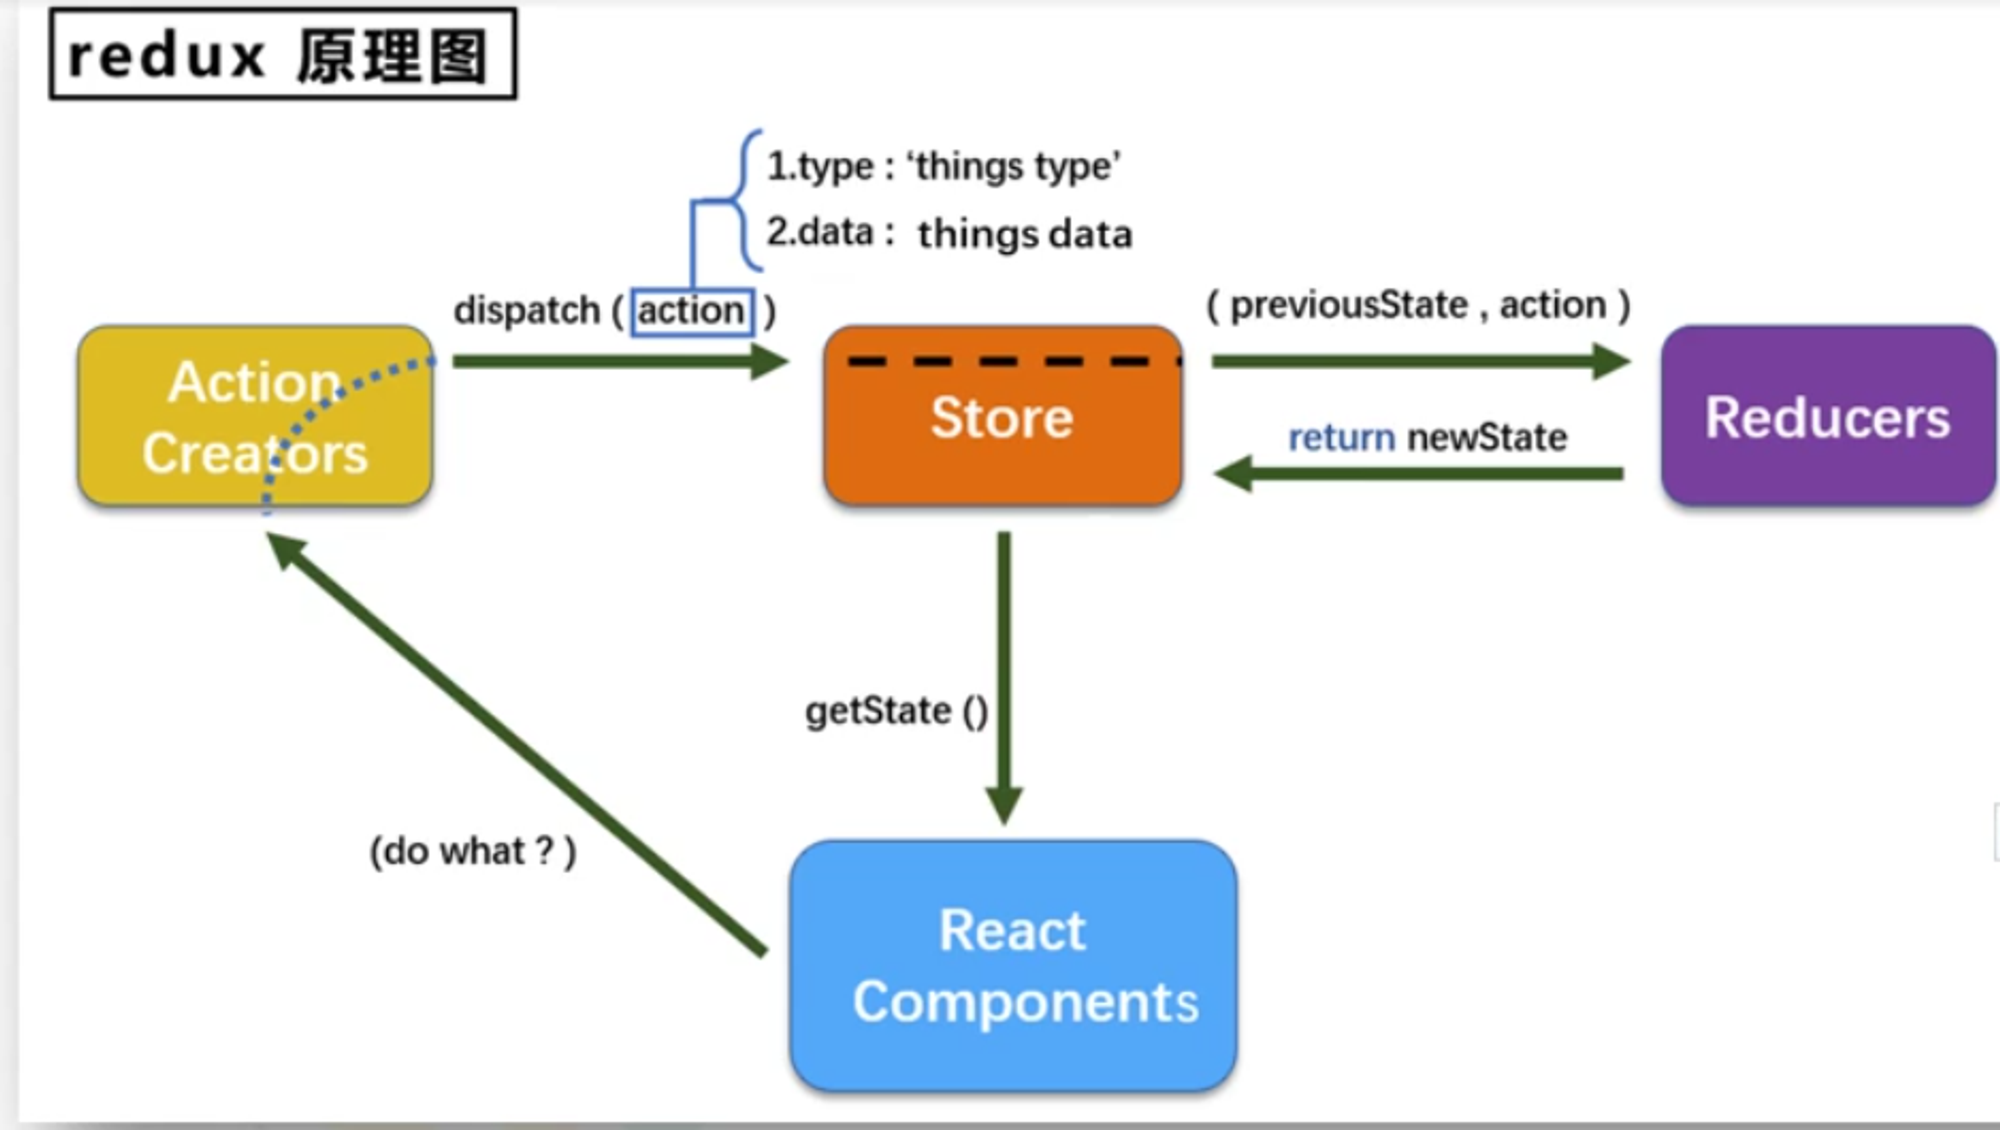 redux 原理图
1.type : ‘things type’
2.data : things data
dispatch ( action )
( previousState , action )
Action
Creators
Store
return newState
Reducers
getState ()
(do what ? )
React
Components